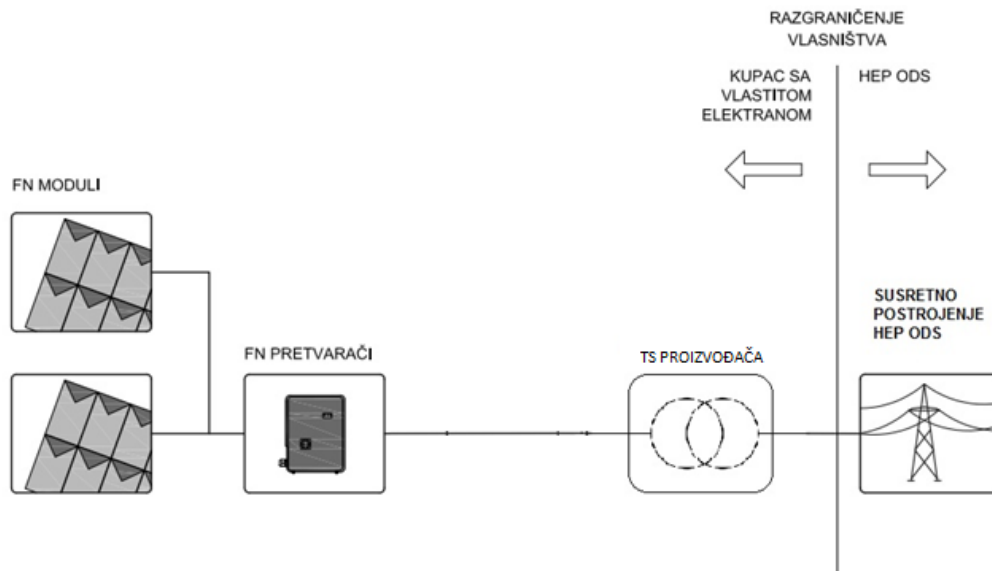 RAZGRANIČENJE
VLASNIŠTVA
KUPAC SA
VLASTITOM
ELEKTRANOM
HEP ODS
FN MODULI
SUSRETNO
POSTROJENJE
HEP ODS
FN PRETVARAČI
TS PROIZVOĐAČA